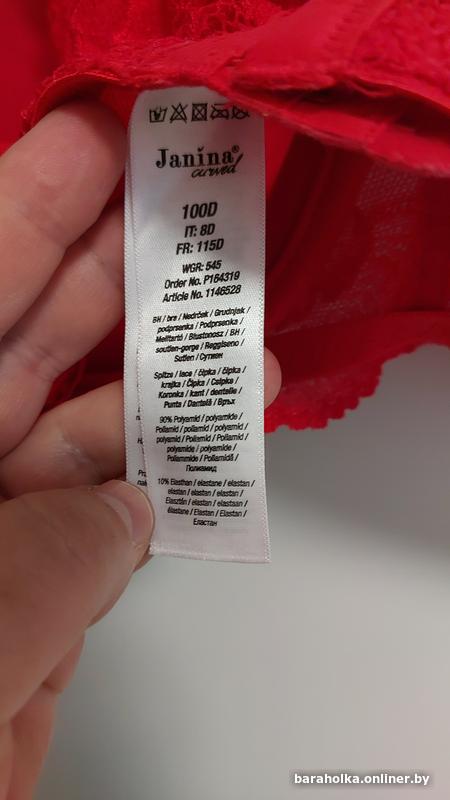 Janina®
curved
100D
IT: 8D
FR: 115D
WGR: 545
Order No. P164319
Article No. 1146528
BH / bra / Nedrček / Grudnjak /
podprsenka / Podprsenka /
Melltartó / Biustonosz / BH /
soutien-gorge / Reggiseno /
Sutien / Сутиен
Spitze / lace / čipka / čipka /
krajka / Čipka / Csipke /
Koronka / kant / dentelle /
Punta / Dantelă / Връх
90% Polyamid / polyamide /
Poliamid / poliamid / polyamid /
polyamid / Poliamid / poliamid /
polyamide / polyamide /
Poliammide / Poliamidă /
Полиамид
10% Elasthan / elastane / elastan /
elastan / elastan / elastan /
Elasztán / elastan / elastaan /
élastane / Elastan / Elastan /
Еластан
baraholka.onliner.by